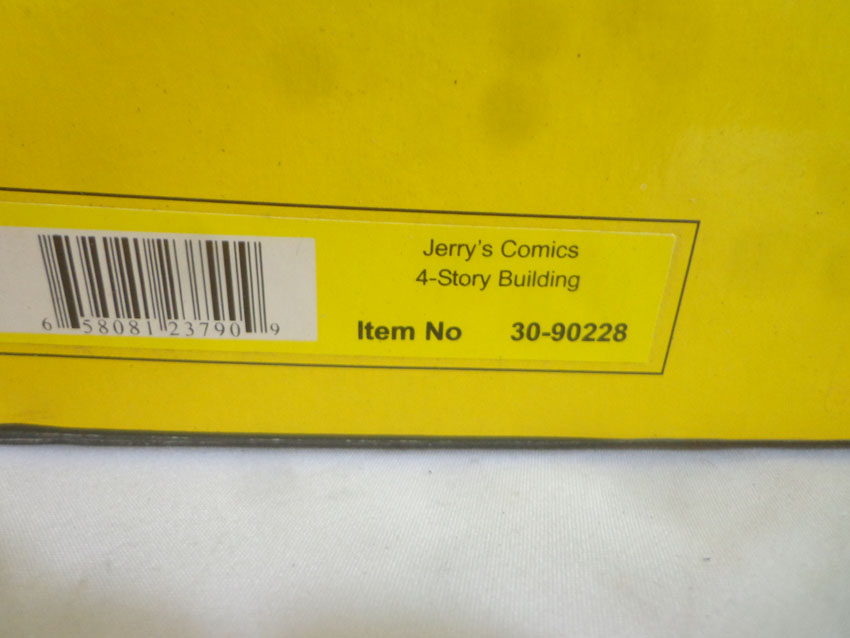 Jerry's Comics
4-Story Building
Item No 30-90228
6 58081 23790 9